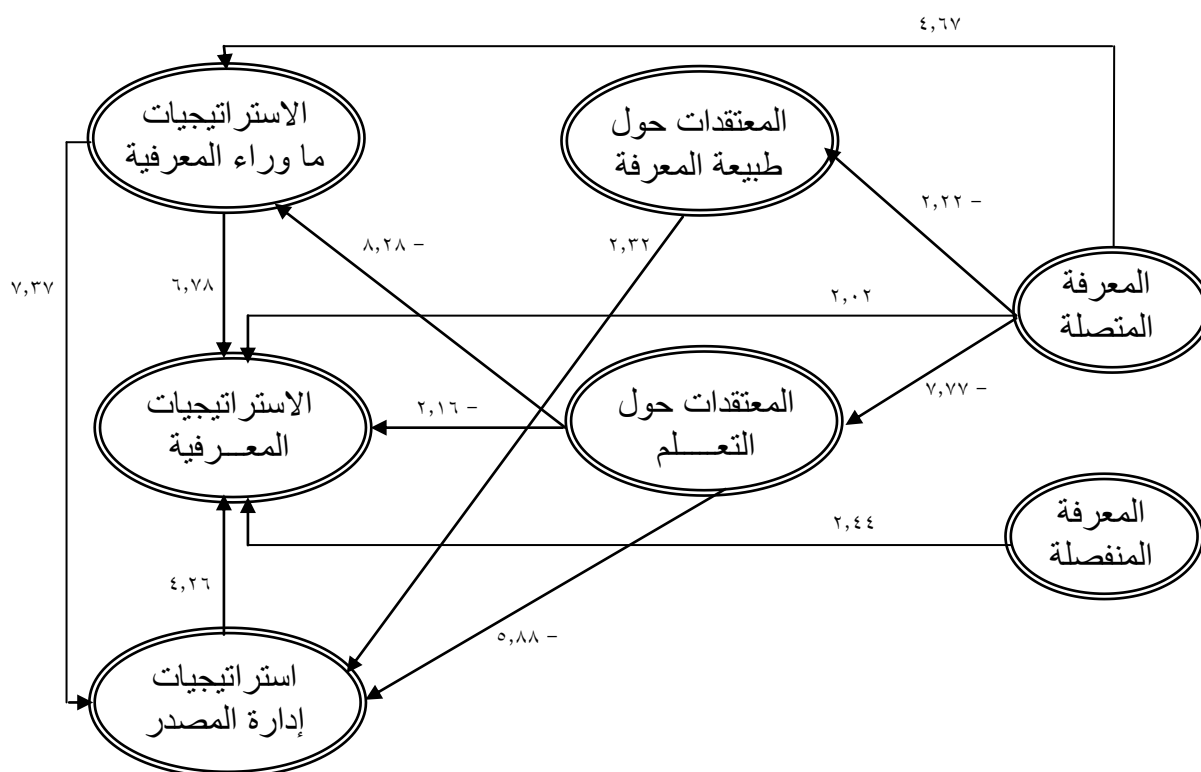 ٤,٦٧
الاستراتيجيات
ما وراء المعرفية
المعتقدات حول
طبيعة المعرفة
٢,٢٢ –
٨,٢٨ –
٢,٣٢
المعرفة
المتصلة
٧,٣٧
٦,٧٨
٢,٠٢
الاستراتيجيات
المعـــرفية
٢,١٦ –
المعتقدات حول
التعـــــلم
٧,٧٧ –
المعرفة
المنفصلة
٢,٤٤
٤,٢٦
٥,٨٨ –
استراتيجيات
إدارة المصدر